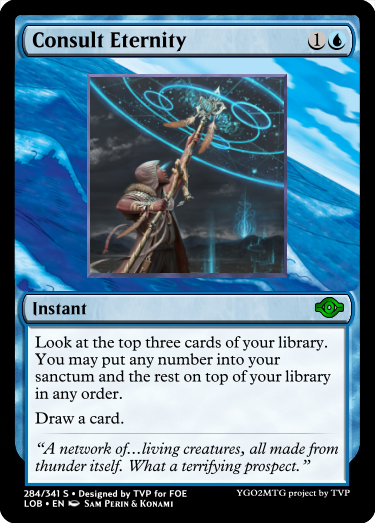 Consult Eternity 1
Instant
Look at the top three cards of your library.
You may put any number into your
sanctum and the rest on top of your library
in any order.
Draw a card.
“A network of…living creatures, all made from
thunder itself. What a terrifying prospect.”
284/341 S • Designed by TVP for FOE
YGO2MTG project by TVP
LOB • EN Sam Perin & Konami